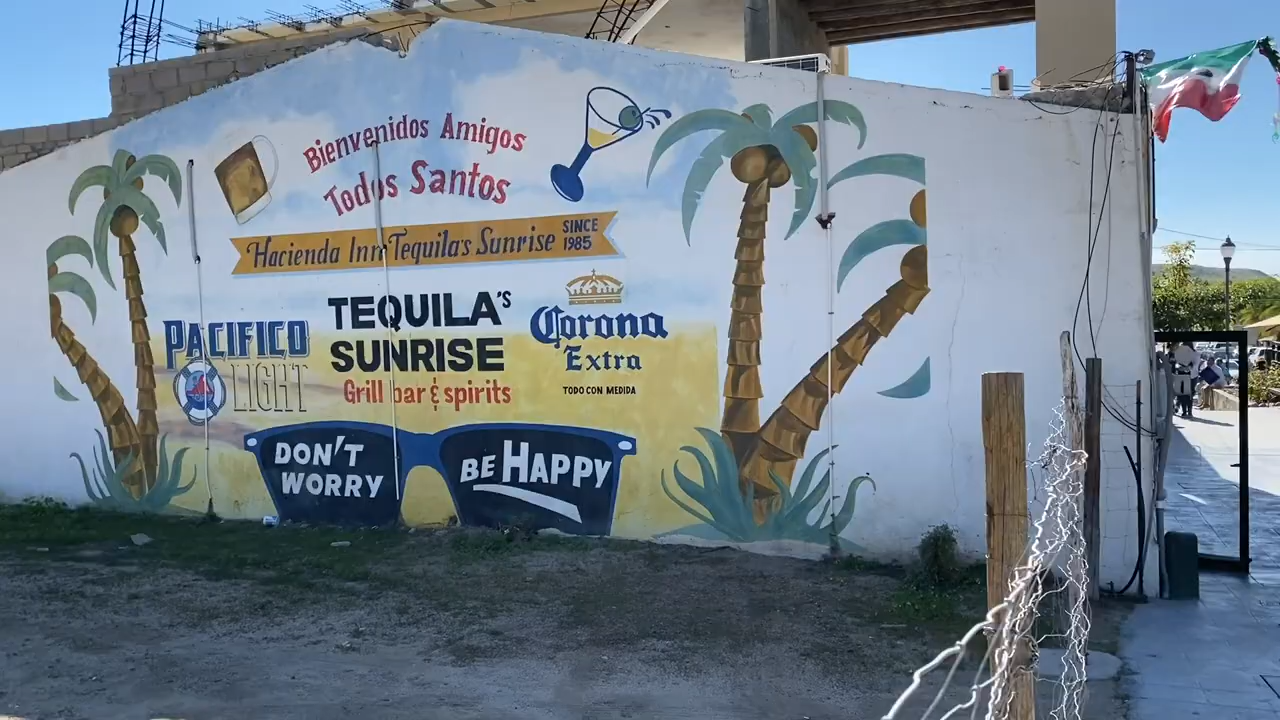 Bienvenidos Amigos
Todos Santos
Hacienda Inn Tequila's Sunrise SINCE 1985
TEQUILA'S
SUNRISE
Grill bar & spirits
PACIFICO
LIGHT
Corona
Extra
TODO CON MEDIDA
DON'T
WORRY
BE HAPPY